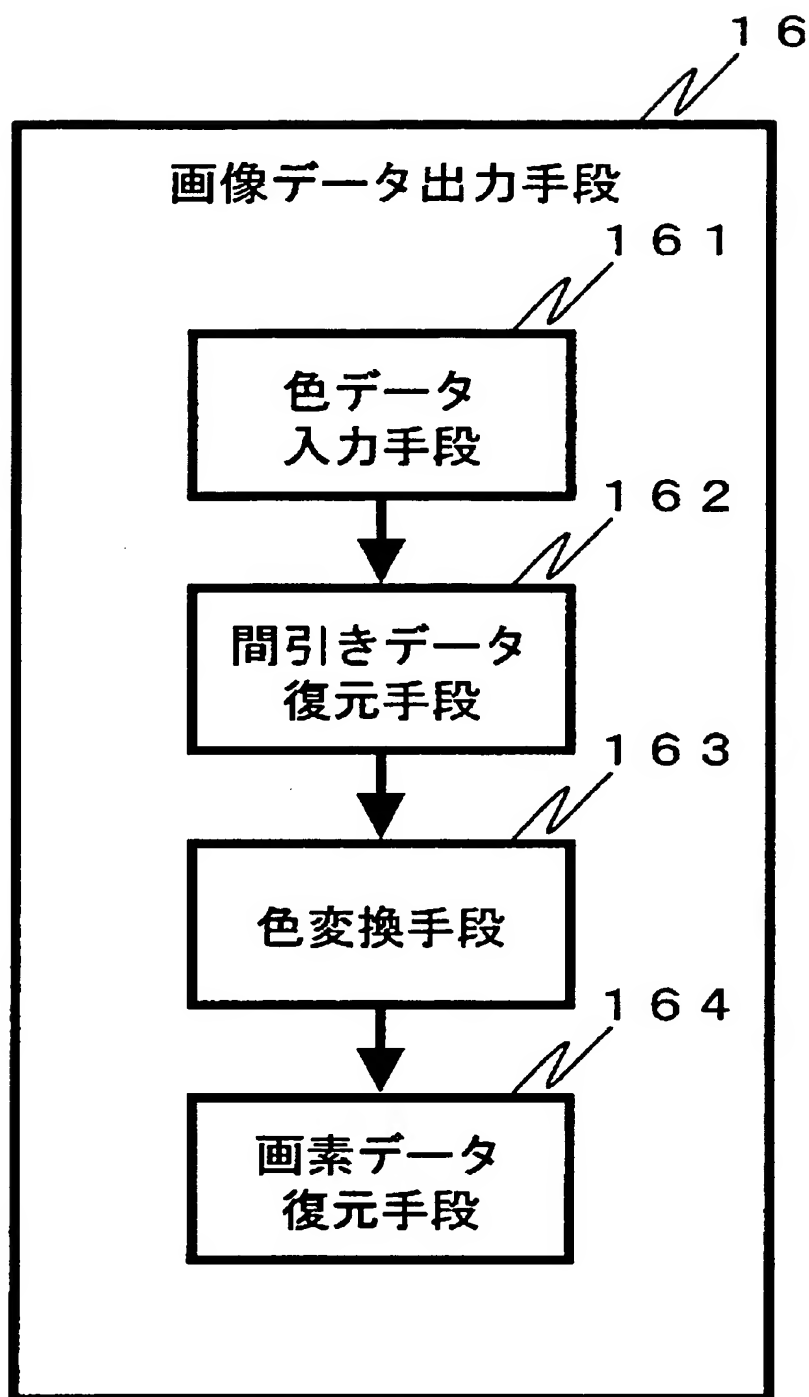 １６
画像データ出力手段
１６１
色データ
入力手段
１６２
間引きデータ
復元手段
１６３
色変換手段
１６４
画素データ
復元手段